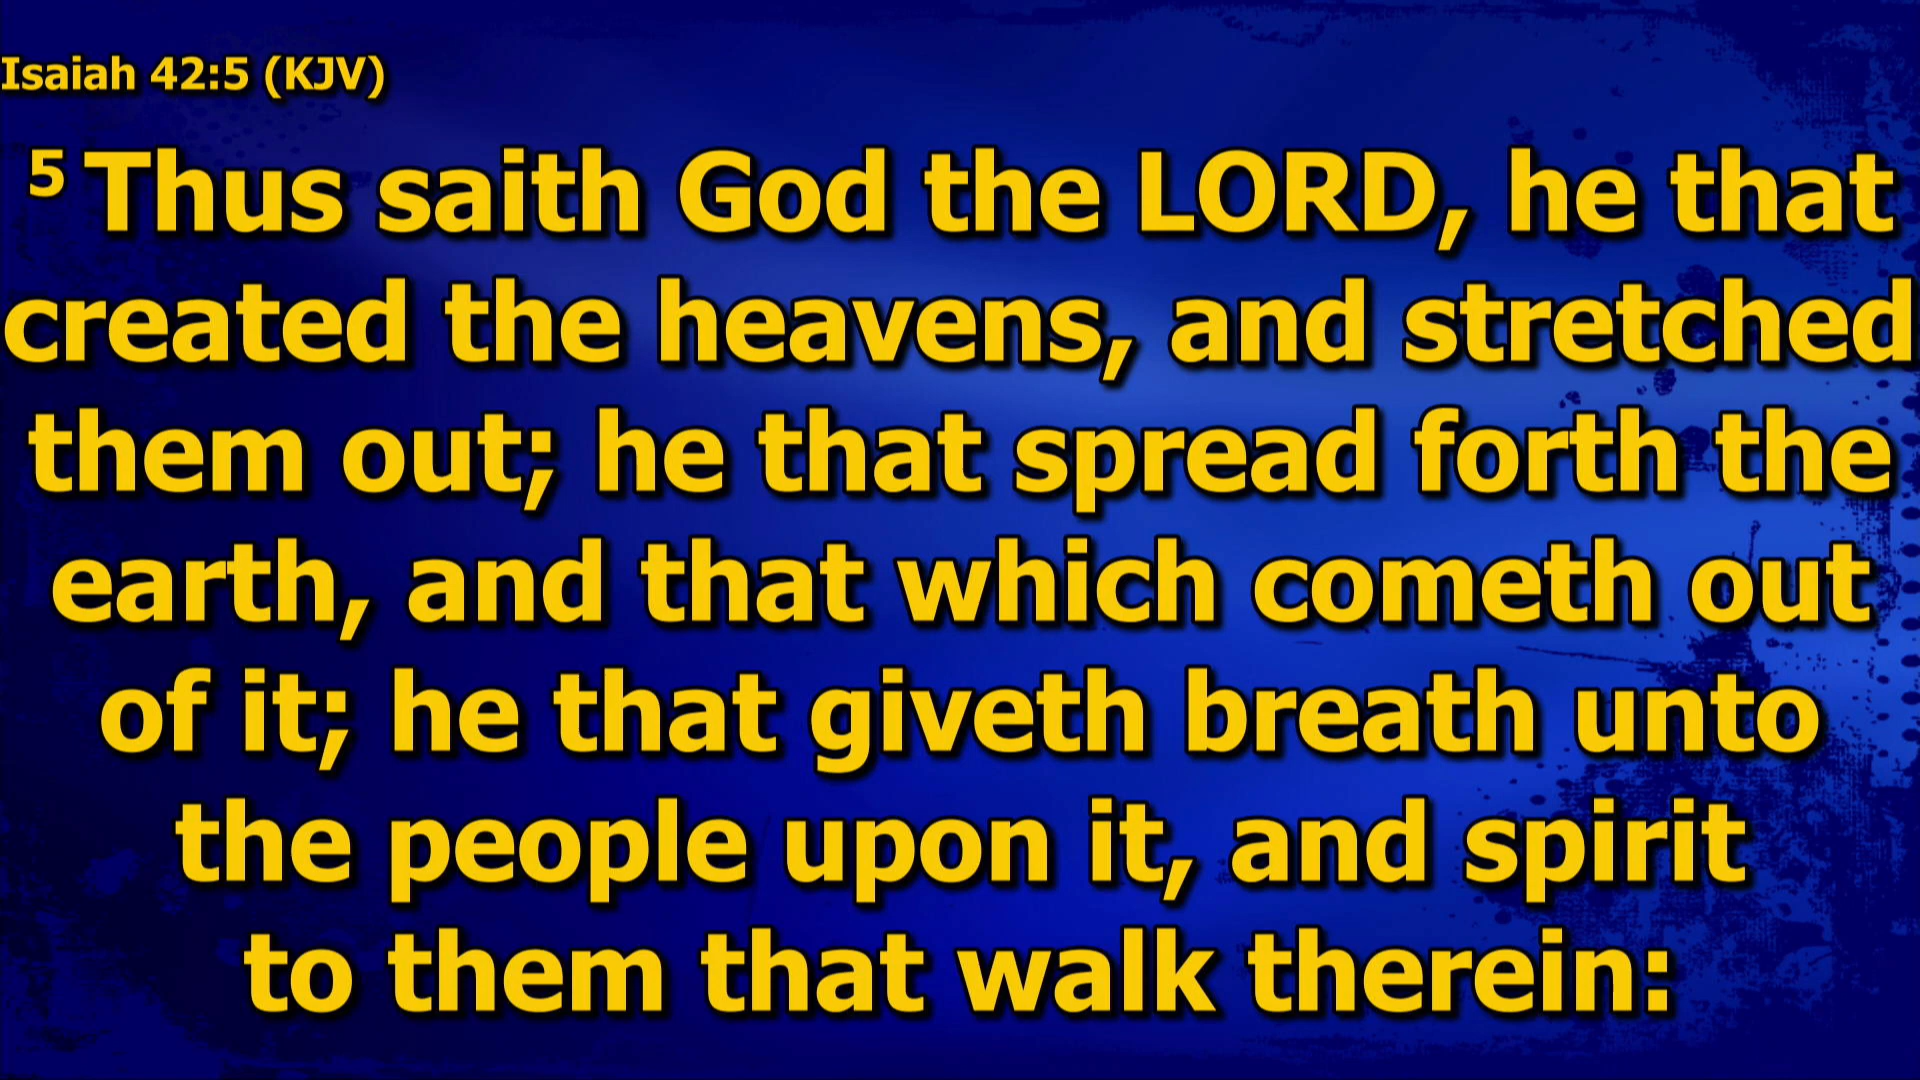 Isaiah 42:5 (KJV)
5 Thus saith God the LORD, he that
created the heavens, and stretched
them out; he that spread forth the
earth, and that which cometh out
of it; he that giveth breath unto
the people upon it, and spirit
to them that walk therein: